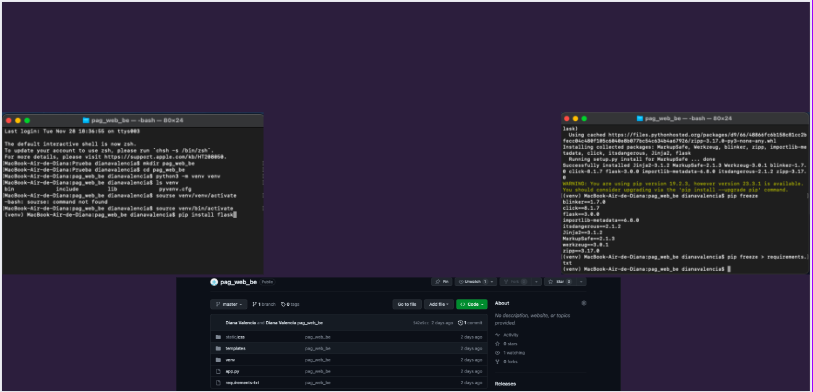 pag_web_be — -bash — 80×24
Last login: Tue Nov 28 10:56:55 on ttys003
The default interactive shell is now zsh.
To update your account to use zsh, please run `chsh -s /bin/zsh`.
For more details, please visit https://support.apple.com/kb/HT208050.
(MacBook-Air-de-Diana:Prueba dianavalencia$ mkdir pag_web_be
(MacBook-Air-de-Diana:Prueba dianavalencia$ cd pag_web_be
(MacBook-Air-de-Diana:pag_web_be dianavalencia$ python3 -m venv venv
(MacBook-Air-de-Diana:pag_web_be dianavalencia$ ls venv
bin include lib pyvenv.cfg
(MacBook-Air-de-Diana:pag_web_be dianavalencia$ sourse venv/venv/activate
-bash: sourse: command not found
(MacBook-Air-de-Diana:pag_web_be dianavalencia$ source venv/bin/activate
(venv) MacBook-Air-de-Diana:pag_web_be dianavalencia$ pip install flask
pag_web_be — -bash — 80×24
lask)
Using cached https://files.pythonhosted.org/packages/
Installing collected packages: MarkupSafe, Werkzeug, blinker, zipp, importlib-me
tadata, click, itsdangerous, Jinja2, flask
Running setup.py install for MarkupSafe ... done
Successfully installed Jinja2-3.1.2 MarkupSafe-2.1.3 Werkzeug-3.0.1 blinker-1.7.
0 click-8.1.7 flask-3.0.0 importlib-metadata-6.8.0 itsdangerous-2.1.2 zipp-3.17.
0
WARNING: You are using pip version 19.2.3, however version 23.3.1 is available.
You should consider upgrading via the 'pip install --upgrade pip' command.
(venv) MacBook-Air-de-Diana:pag_web_be dianavalencia$ pip freeze
blinker==1.7.0
click==8.1.7
flask==3.0.0
importlib-metadata==6.8.0
itsdangerous==2.1.2
Jinja2==3.1.2
MarkupSafe==2.1.3
werkzeug==3.0.1
zipp==3.17.0
(venv) MacBook-Air-de-Diana:pag_web_be dianavalencia$ pip freeze > requirements.
txt
(venv) MacBook-Air-de-Diana:pag_web_be dianavalencia$
pag_web_be Public
Pin Unwatch 1 Fork 0 Star 0
master 1 branch 0 tags Go to file Add file Code
About
No description, website, or topics
provided.
Diana Valencia and Diana Valencia pag_web_be 2 days ago 1 commit
static/css pag_web_be 2 days ago
templates pag_web_be 2 days ago
venv pag_web_be 2 days ago
app.py pag_web_be 2 days ago
requirements.txt pag_web_be 2 days ago
Activity
0 stars
1 watching
0 forks
Releases